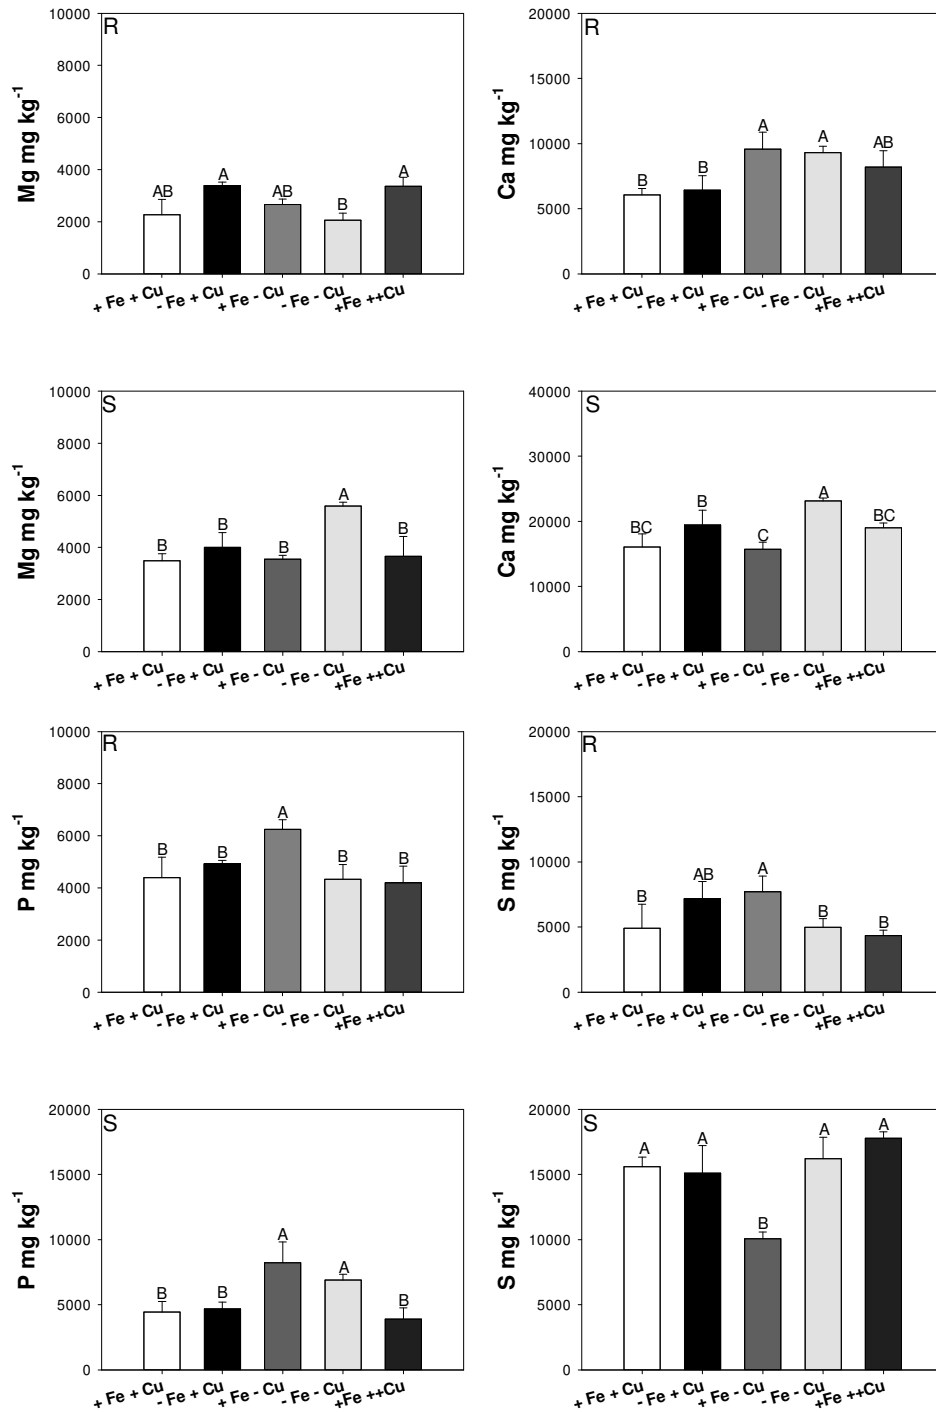 R
10000
8000
6000
4000
2000
0
Mg mg kg-1
AB
A
AB
B
A
+ Fe + Cu
- Fe + Cu
+ Fe - Cu
- Fe - Cu
+Fe ++Cu
R
20000
15000
10000
5000
0
Ca mg kg-1
B
B
A
A
AB
+ Fe + Cu
- Fe + Cu
+ Fe - Cu
- Fe - Cu
+Fe ++Cu
S
10000
8000
6000
4000
2000
0
Mg mg kg-1
B
B
B
A
B
+ Fe + Cu
- Fe + Cu
+ Fe - Cu
- Fe - Cu
+Fe ++Cu
S
40000
30000
20000
10000
0
Ca mg kg-1
BC
B
C
A
BC
+ Fe + Cu
- Fe + Cu
+ Fe - Cu
- Fe - Cu
+Fe ++Cu
R
10000
8000
6000
4000
2000
0
P mg kg-1
B
B
A
B
B
+ Fe + Cu
- Fe + Cu
+ Fe - Cu
- Fe - Cu
+Fe ++Cu
R
20000
15000
10000
5000
0
S mg kg-1
B
AB
A
B
B
+ Fe + Cu
- Fe + Cu
+ Fe - Cu
- Fe - Cu
+Fe ++Cu
S
20000
15000
10000
5000
0
P mg kg-1
B
B
A
A
B
+ Fe + Cu
- Fe + Cu
+ Fe - Cu
- Fe - Cu
+Fe ++Cu
S
20000
15000
10000
5000
0
S mg kg-1
A
A
B
A
A
+ Fe + Cu
- Fe + Cu
+ Fe - Cu
- Fe - Cu
+Fe ++Cu